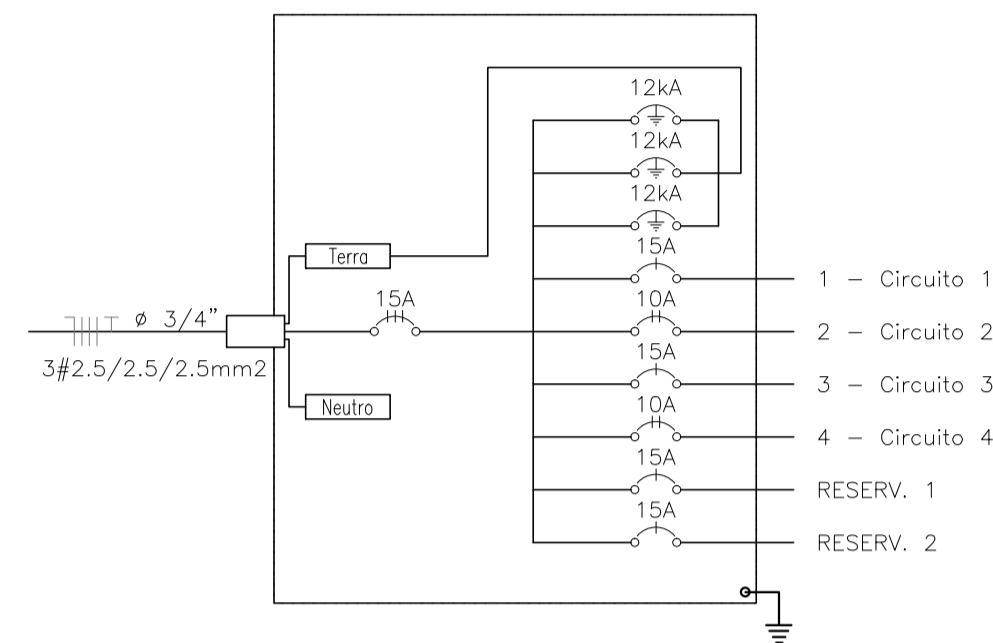 12kA
12kA
12kA
Terra
15A
1 - Circuito 1
15A
10A
ø 3/4"
2 - Circuito 2
3#2.5/2.5/2.5mm2
15A
3 - Circuito 3
Neutro
10A
4 - Circuito 4
15A
RESERV. 1
15A
RESERV. 2